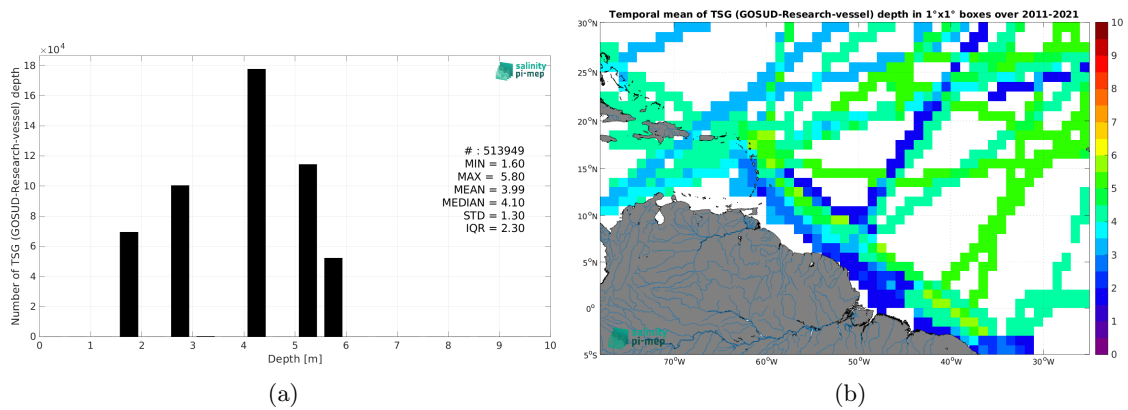 ×10⁴
18
16
14
12
10
8
6
4
2
0
Number of TSG (GOSUD-Research-vessel) depth
salinity
pi-mep
# : 513949
MIN = 1.60
MAX = 5.80
MEAN = 3.99
MEDIAN = 4.10
STD = 1.30
IQR = 2.30
0 1 2 3 4 5 6 7 8 9 10
Depth [m]
(a)
Temporal mean of TSG (GOSUD-Research-vessel) depth in 1°x1° boxes over 2011-2021
30°N
25°N
20°N
15°N
10°N
5°N
0°
5°S
70°W 60°W 50°W 40°W 30°W
salinity
pi-mep
10
9
8
7
6
5
4
3
2
1
0
(b)